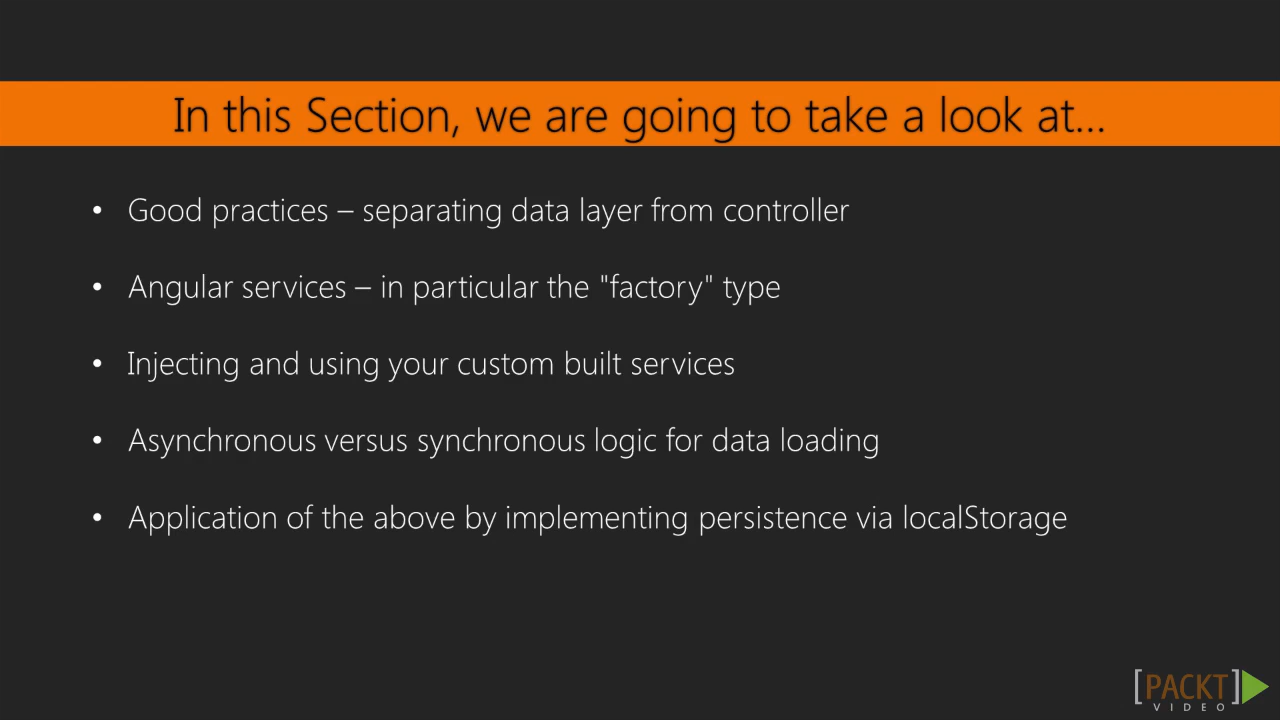 In this Section, we are going to take a look at...
• Good practices – separating data layer from controller
• Angular services – in particular the "factory" type
• Injecting and using your custom built services
• Asynchronous versus synchronous logic for data loading
• Application of the above by implementing persistence via localStorage
[PACKT]
VIDEO